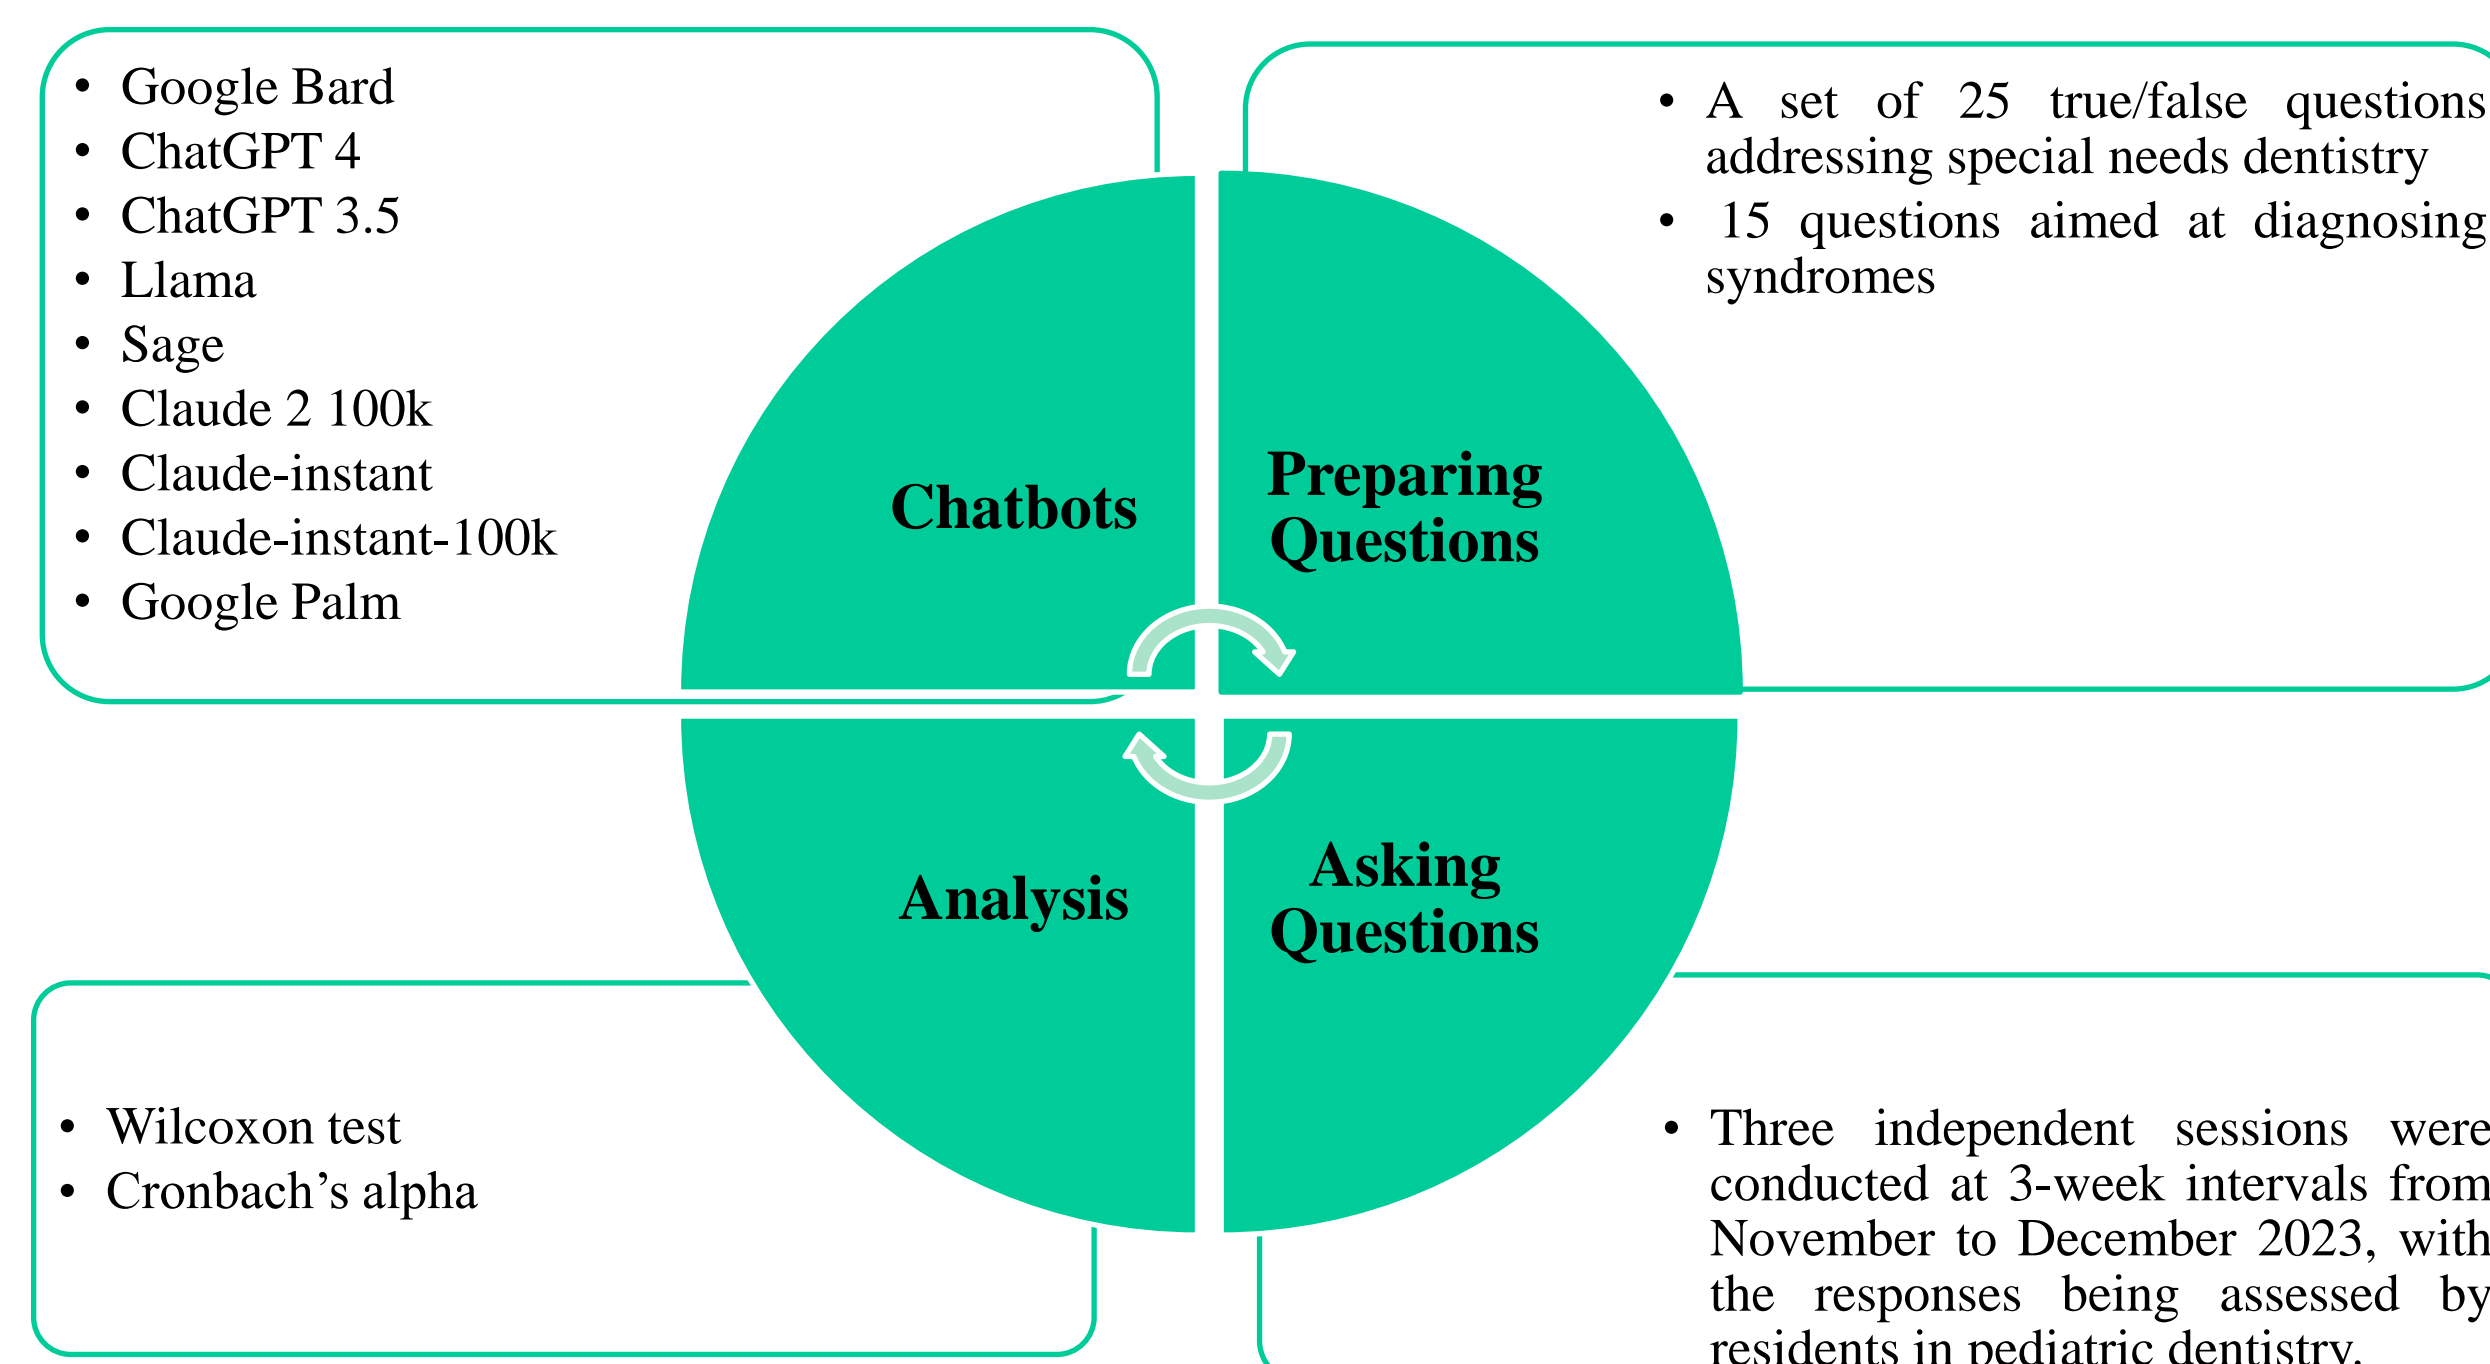 Google Bard
ChatGPT 4
ChatGPT 3.5
Llama
Sage
Claude 2 100k
Claude-instant
Claude-instant-100k
Google Palm
A set of 25 true/false questions
addressing special needs dentistry
15 questions aimed at diagnosing
syndromes
Chatbots
Preparing
Questions
Analysis
Asking
Questions
Wilcoxon test
Cronbach’s alpha
Three independent sessions were
conducted at 3-week intervals from
November to December 2023, with
the responses being assessed by
residents in pediatric dentistry.